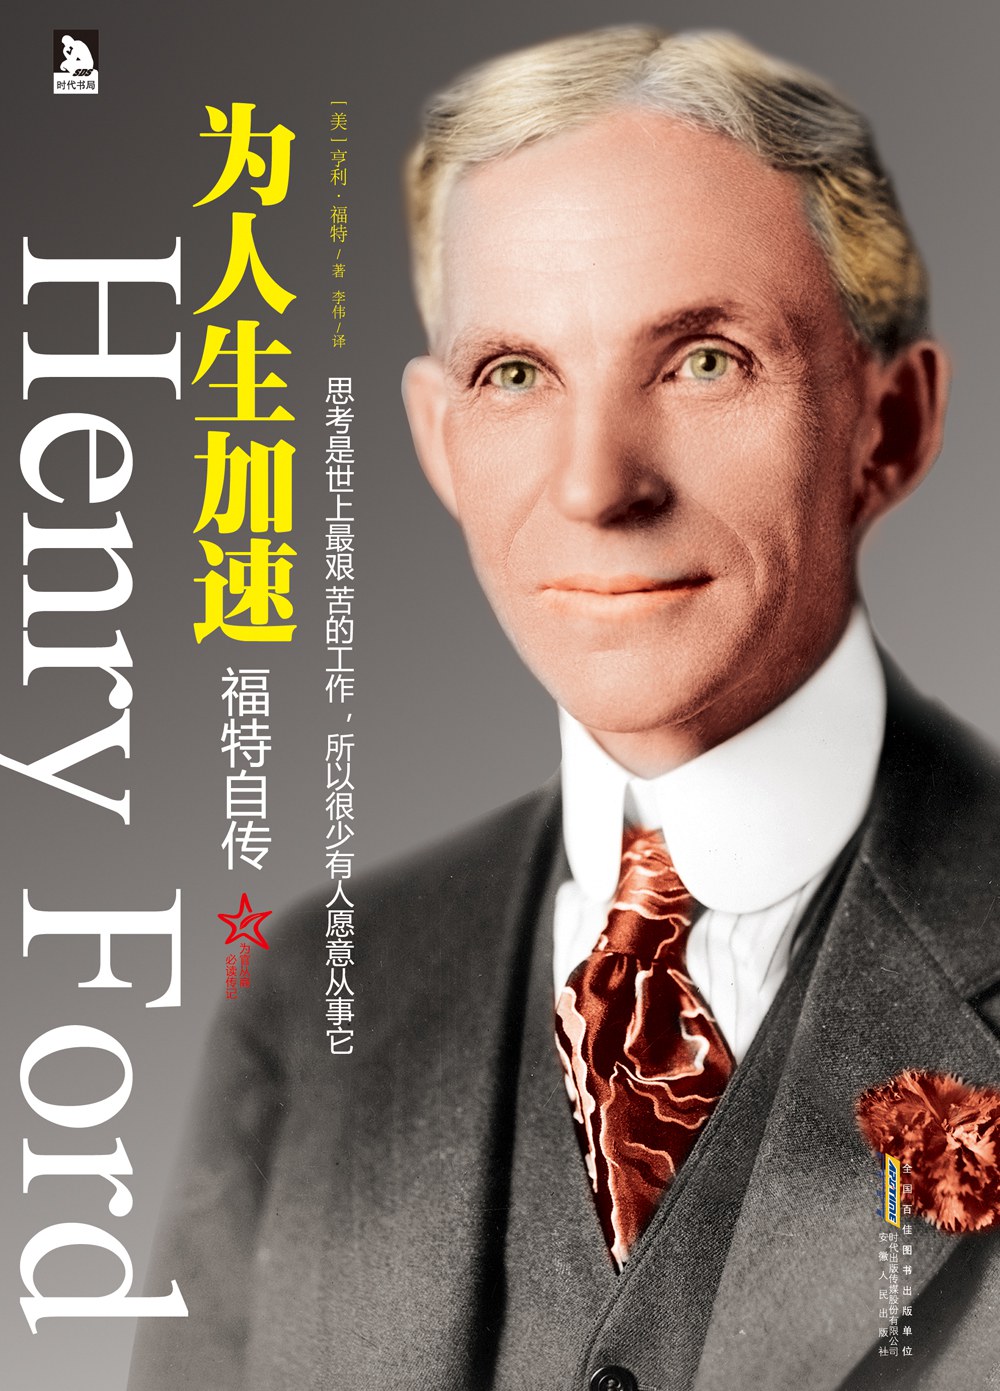 SDS
时代书局
为人生加速
福特自传
[美]亨利·福特/著 李伟/译
思考是世上最艰苦的工作，所以很少有人愿意从事它
Henry Ford
必读传记
全国百佳图书出版单位
APTIME
时代出版传媒股份有限公司
安徽人民出版社